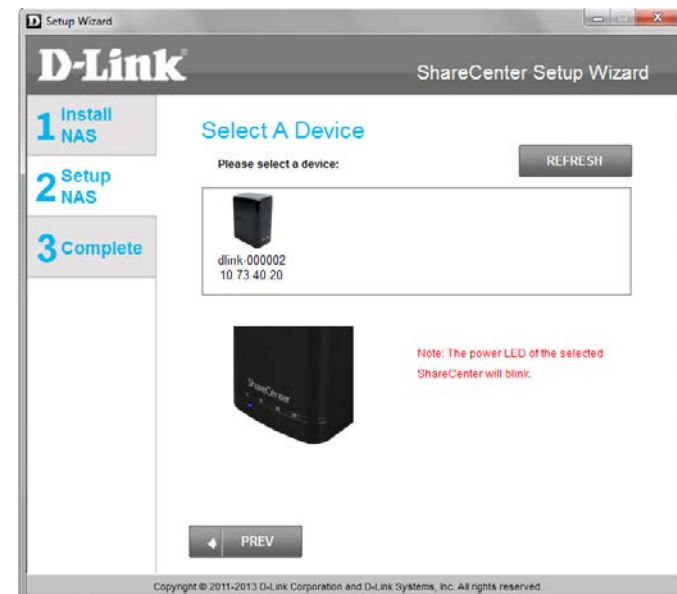 Setup Wizard
D-Link
ShareCenter Setup Wizard
1 Install
NAS
2 Setup
NAS
3 Complete
Select A Device
Please select a device:
REFRESH
dlink-000002
10.73.40.20
ShareCenter
Note: The power LED of the selected
ShareCenter will blink.
PREV
Copyright © 2011-2013 D-Link Corporation and D-Link Systems, Inc. All rights reserved.